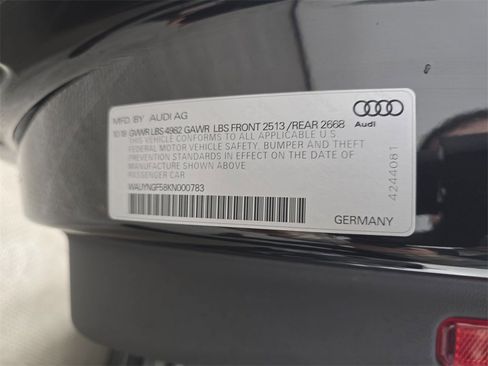 MFD. BY AUDI AG
10.18 GVWR LBS 4982 GAWR LBS FRONT 2513 /REAR 2668
THIS VEHICLE CONFORMS TO ALL APPLICABLE U.S.
FEDERAL MOTOR VEHICLE SAFETY, BUMPER AND THEFT
PREVENTION STANDARDS IN EFFECT ON THE DATE OF
MANUFACTURE SHOWN ABOVE
PASSENGER CAR
WAUYNGF58KN000783
Audi
4244081
GERMANY